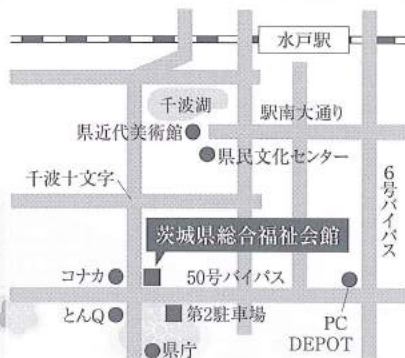 水戸駅
千波湖
駅南大通り
県近代美術館
県民文化センター
千波十文字
6号バイパス
茨城県総合福祉会館
コナカ
50号バイパス
とんQ
第2駐車場
PC
DEPOT
県庁